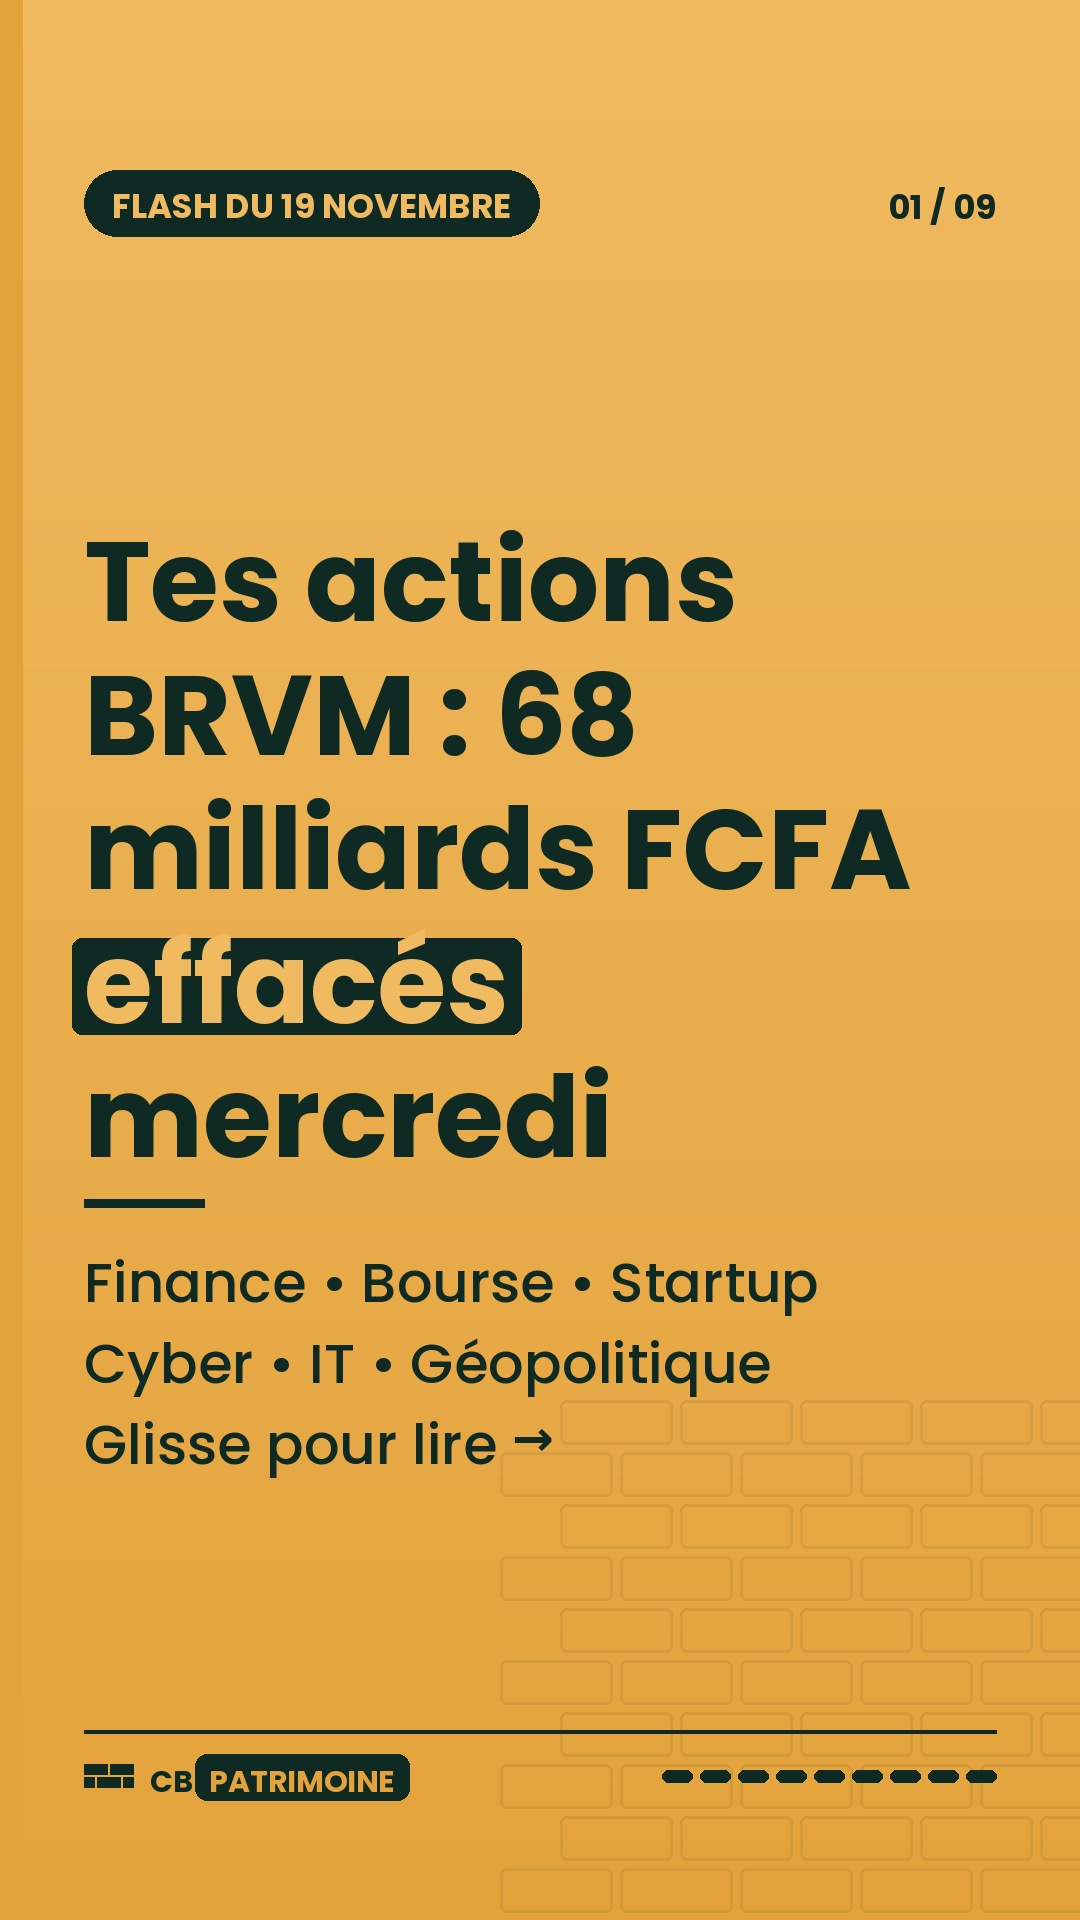 FLASH DU 19 NOVEMBRE
01 / 09
Tes actions
BRVM : 68
milliards FCFA
effacés
mercredi
Finance • Bourse • Startup
Cyber • IT • Géopolitique
Glisse pour lire →
CB PATRIMOINE